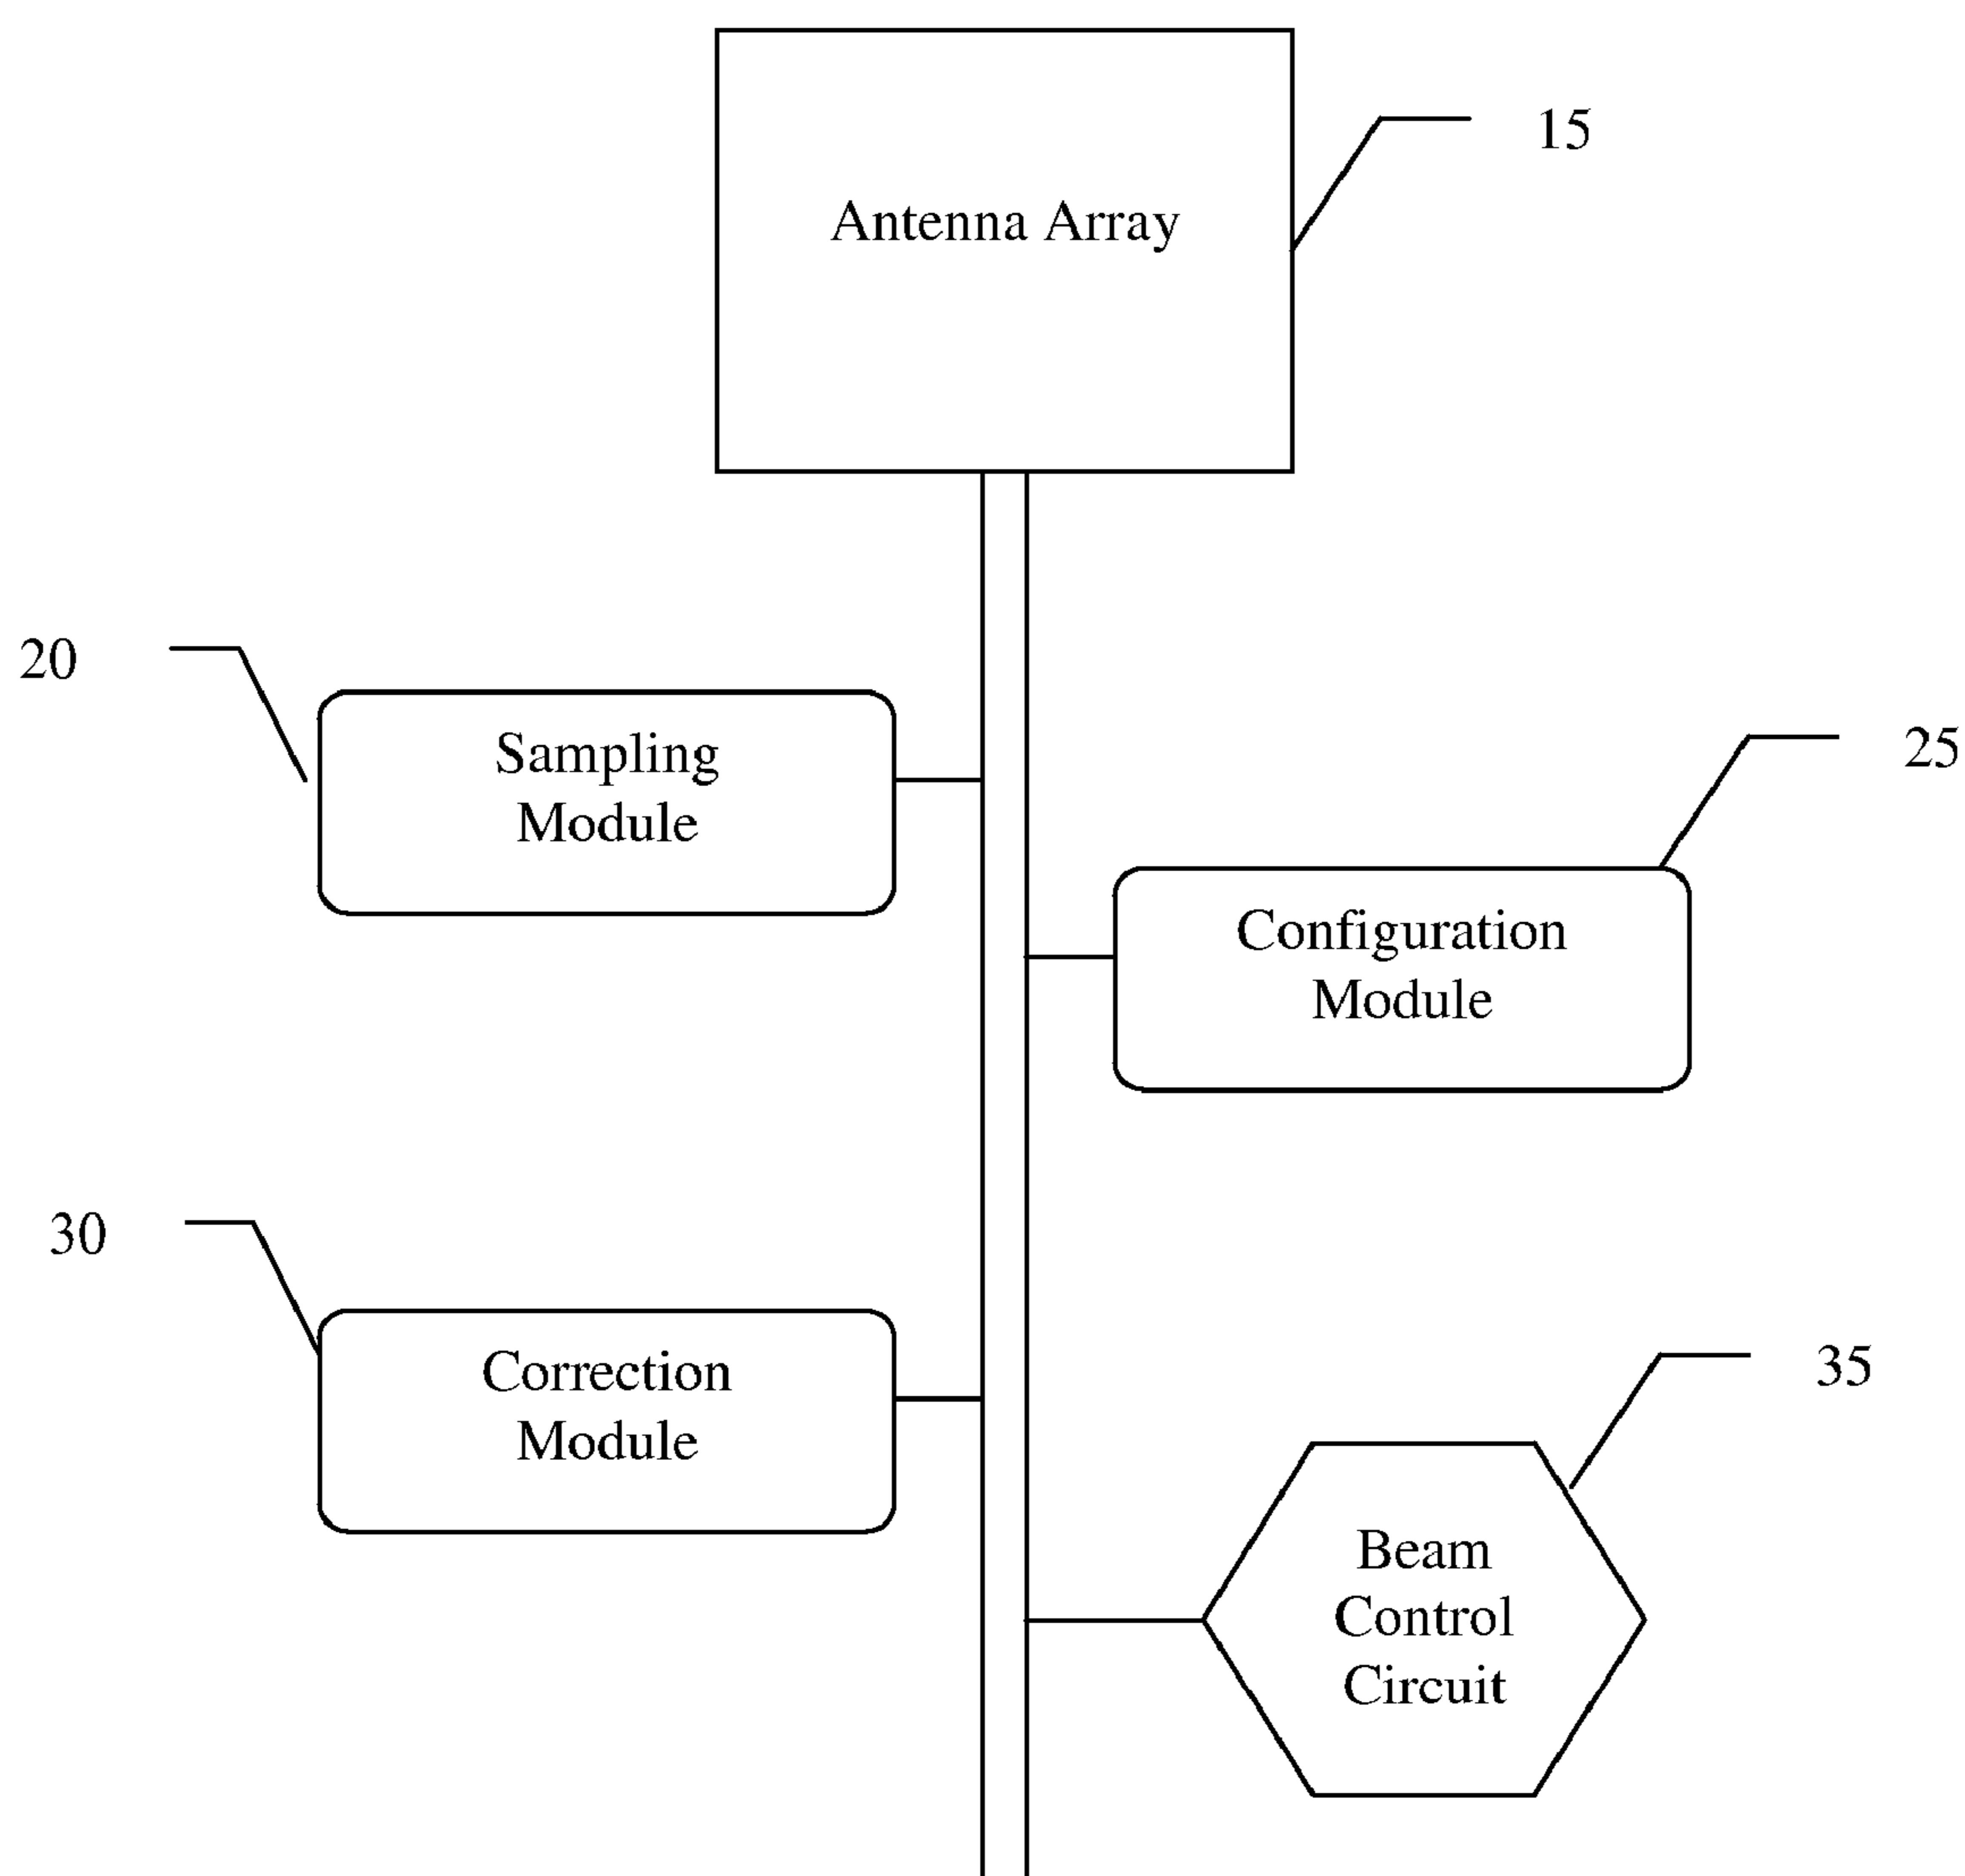 Antenna Array
15
20
Sampling
Module
25
Configuration
Module
30
Correction
Module
35
Beam
Control
Circuit